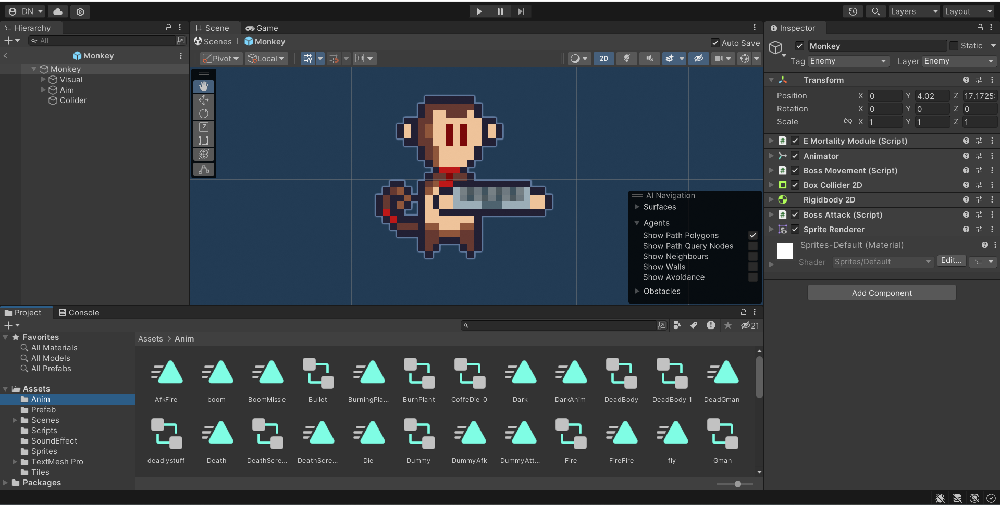 DN
Layers
Layout
Hierarchy
All
Monkey
Monkey
Visual
Aim
Colider
Scene
Game
Scenes
Monkey
Auto Save
Pivot
Local
2D
AI Navigation
Surfaces
Agents
Show Path Polygons
Show Path Query Nodes
Show Neighbours
Show Walls
Show Avoidance
Obstacles
Inspector
Monkey
Static
Tag Enemy Layer Enemy
Transform
Position X 0 Y 4.02 Z 17.1725
Rotation X 0 Y 0 Z 0
Scale X 1 Y 1 Z 1
E Mortality Module (Script)
Animator
Boss Movement (Script)
Box Collider 2D
Rigidbody 2D
Boss Attack (Script)
Sprite Renderer
Sprites-Default (Material)
Shader Sprites/Default Edit...
Add Component
Project
Console
21
Favorites
All Materials
All Models
All Prefabs
Assets
Anim
Prefab
Scenes
Scripts
SoundEffect
Sprites
TextMesh Pro
Tiles
Packages
Assets > Anim
AfkFire boom BoomMissle Bullet BurningPla... BurnPlant CoffeDie_0 Dark DarkAnim DeadBody DeadBody 1 DeadGman
deadlystuff Death DeathScre... DeathScre... Die Dummy DummyAfk DummyAtt... Fire FireFire fly Gman